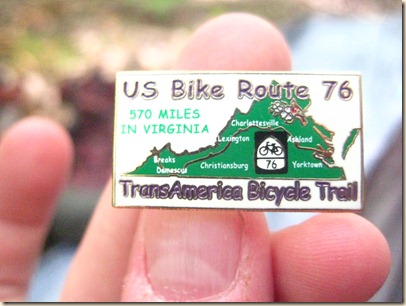 US Bike Route 76
570 MILES
IN VIRGINIA
Charlottesville
Lexington
Ashland
Breaks
Damascus
Christiansburg
76
Yorktown
TransAmerica Bicycle Trail